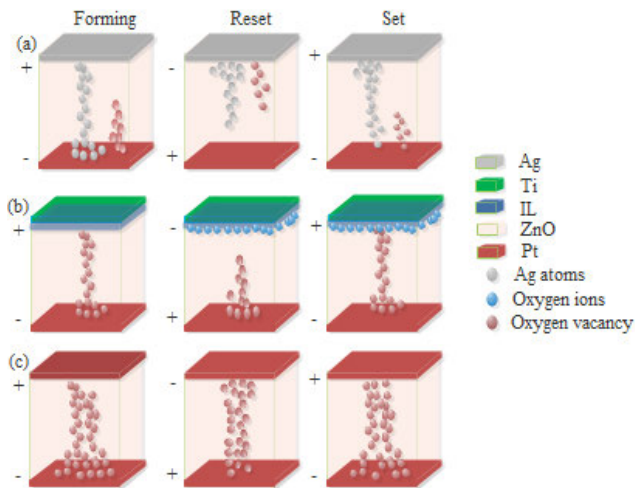 Forming Reset Set
(a)
+ - +
- + -
(b)
+ - +
- + -
(c)
+ - +
- + -
Ag
Ti
IL
ZnO
Pt
Ag atoms
Oxygen ions
Oxygen vacancy